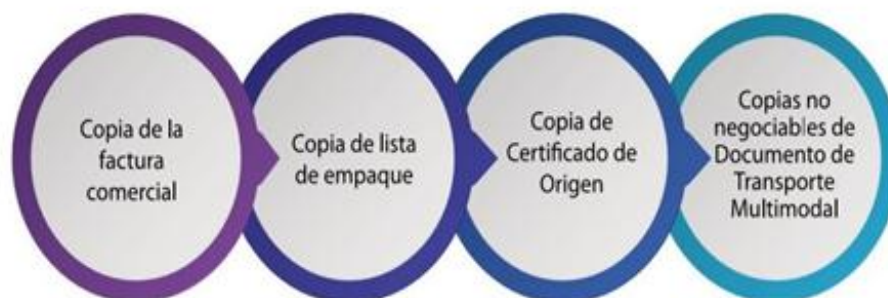 Copia de la
factura
comercial
Copia de lista
de empaque
Copia de
Certificado de
Origen
Copias no
negociables de
Documento de
Transporte
Multimodal